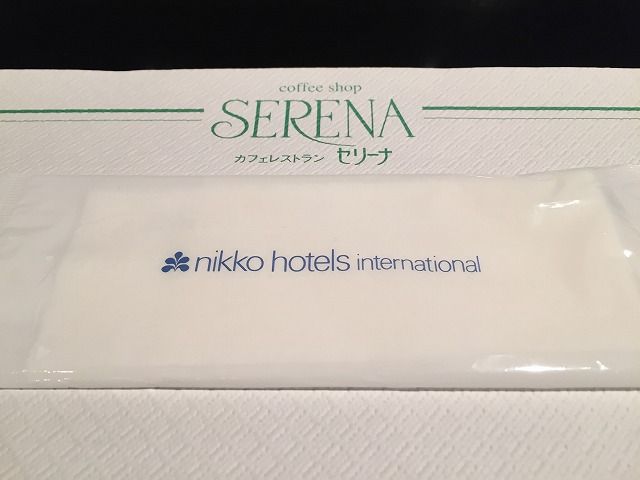 coffee shop
SERENA
カフェレストラン セリーナ
nikko hotels international